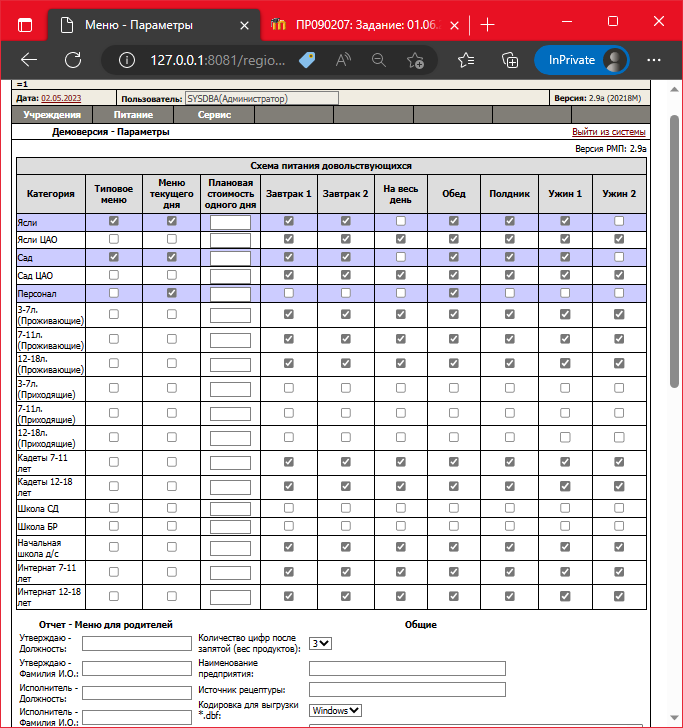 Меню - Параметры
ПР090207: Задание: 01.06.
127.0.0.1:8081/regio...
InPrivate
=1
Дата: 02.05.2023
Пользователь: SYSDBA(Администратор)
Версия: 2.9a (20218M)
Учреждения Питание Сервис
Демоверсия - Параметры
Выйти из системы
Версия РМП: 2.9a
Схема питания довольствующихся
Категория Типовое меню Меню текущего дня Плановая стоимость одного дня Завтрак 1 Завтрак 2 На весь день Обед Полдник Ужин 1 Ужин 2
Ясли
Ясли ЦАО
Сад
Сад ЦАО
Персонал
3-7л.
(Проживающие)
7-11л.
(Проживающие)
12-18л.
(Проживающие)
3-7л.
(Приходящие)
7-11л.
(Приходящие)
12-18л.
(Приходящие)
Кадеты 7-11
лет
Кадеты 12-18
лет
Школа СД
Школа БР
Начальная
школа д/с
Интернат 7-11
лет
Интернат 12-18
лет
Отчет - Меню для родителей
Утверждаю -
Должность:
Утверждаю -
Фамилия И.О.:
Исполнитель -
Должность:
Исполнитель -
Фамилия И.О.:
Общие
Количество цифр после
запятой (вес продуктов): 3
Наименование
предприятия:
Источник рецептуры:
Кодировка для выгрузки
*.dbf: Windows